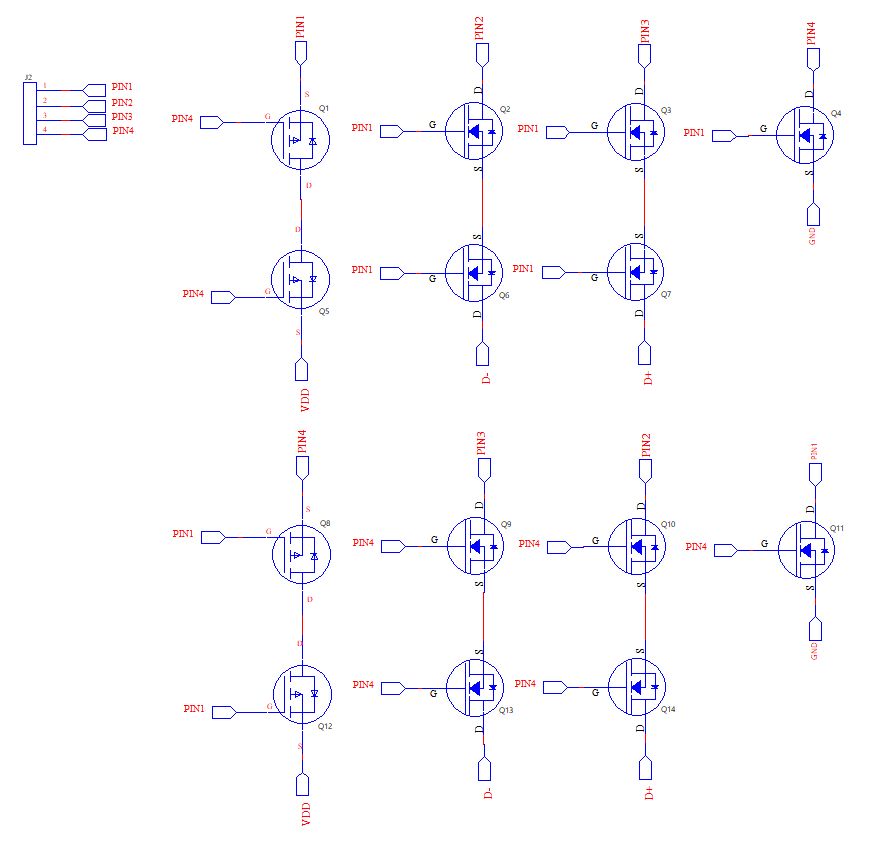 J2
1 PIN1
2 PIN2
3 PIN3
4 PIN4
PIN1
S
Q1
PIN4 G
D
D
PIN4 G
Q5
S
VDD
PIN2
D
Q2
PIN1 G
S
S
PIN1 G
Q6
D
D-
PIN3
D
Q3
PIN1 G
S
S
PIN1 G
Q7
D
D+
PIN4
D
Q4
PIN1 G
S
GND
PIN4
S
Q8
PIN1 G
D
D
PIN1 G
Q12
S
VDD
PIN3
D
Q9
PIN4 G
S
S
PIN4 G
Q13
D
D-
PIN2
D
Q10
PIN4 G
S
S
PIN4 G
Q14
D
D+
PIN1
D
Q11
PIN4 G
S
GND